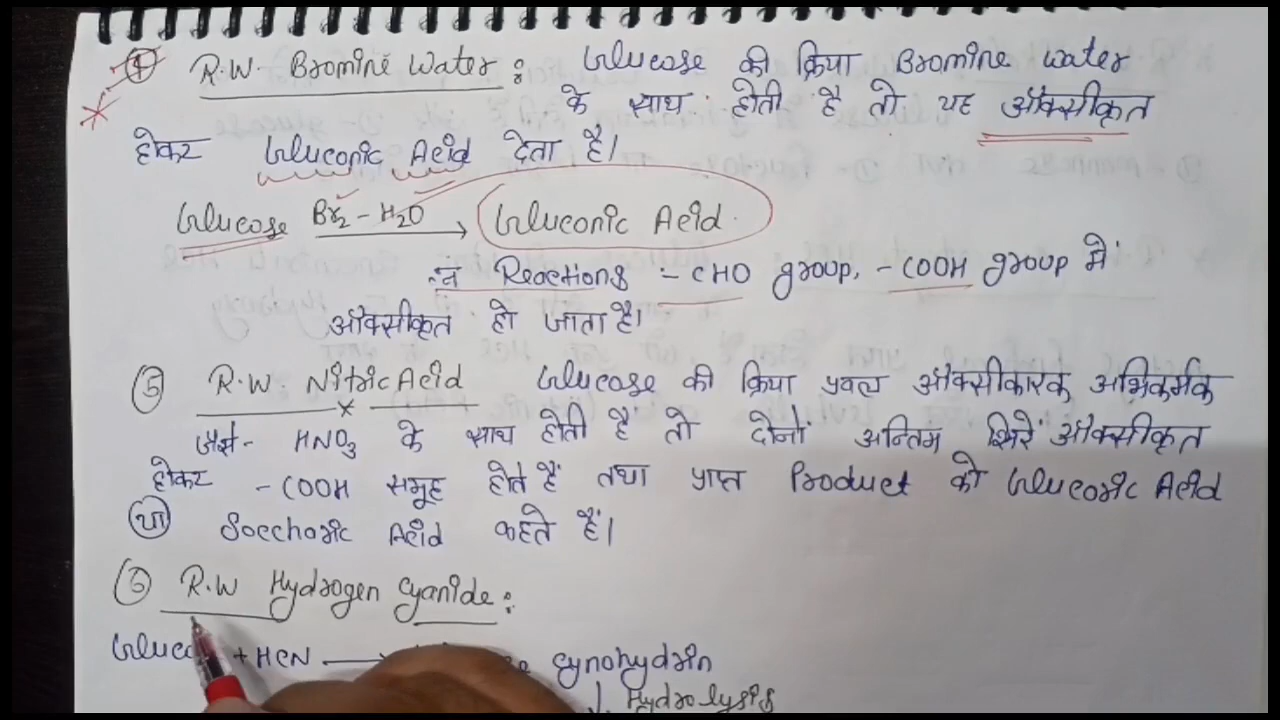 ④ R.W. Bromine Water : Glucose की क्रिया Bromine water
के साथ होती है तो यह ऑक्सीकृत
होकर Gluconic Acid देता है।
Glucose Br₂ - H₂O → Gluconic Acid.
Reactions - CHO group, - COOH group में
ऑक्सीकृत हो जाता है।
⑤ R.W. Nitric Acid Glucose की क्रिया प्रबल ऑक्सीकारक अभिकर्मक
जैसे- HNO₃ के साथ होती है तो दोनों अन्तिम सिरें ऑक्सीकृत
होकर - COOH समूह होते हैं तथा प्राप्त Product को Glucaric Acid
या Saccharic Acid कहते हैं।
⑥ R.W Hydrogen Cyanide :
+ HCN → cynohydrin
↓ Hydrolysis